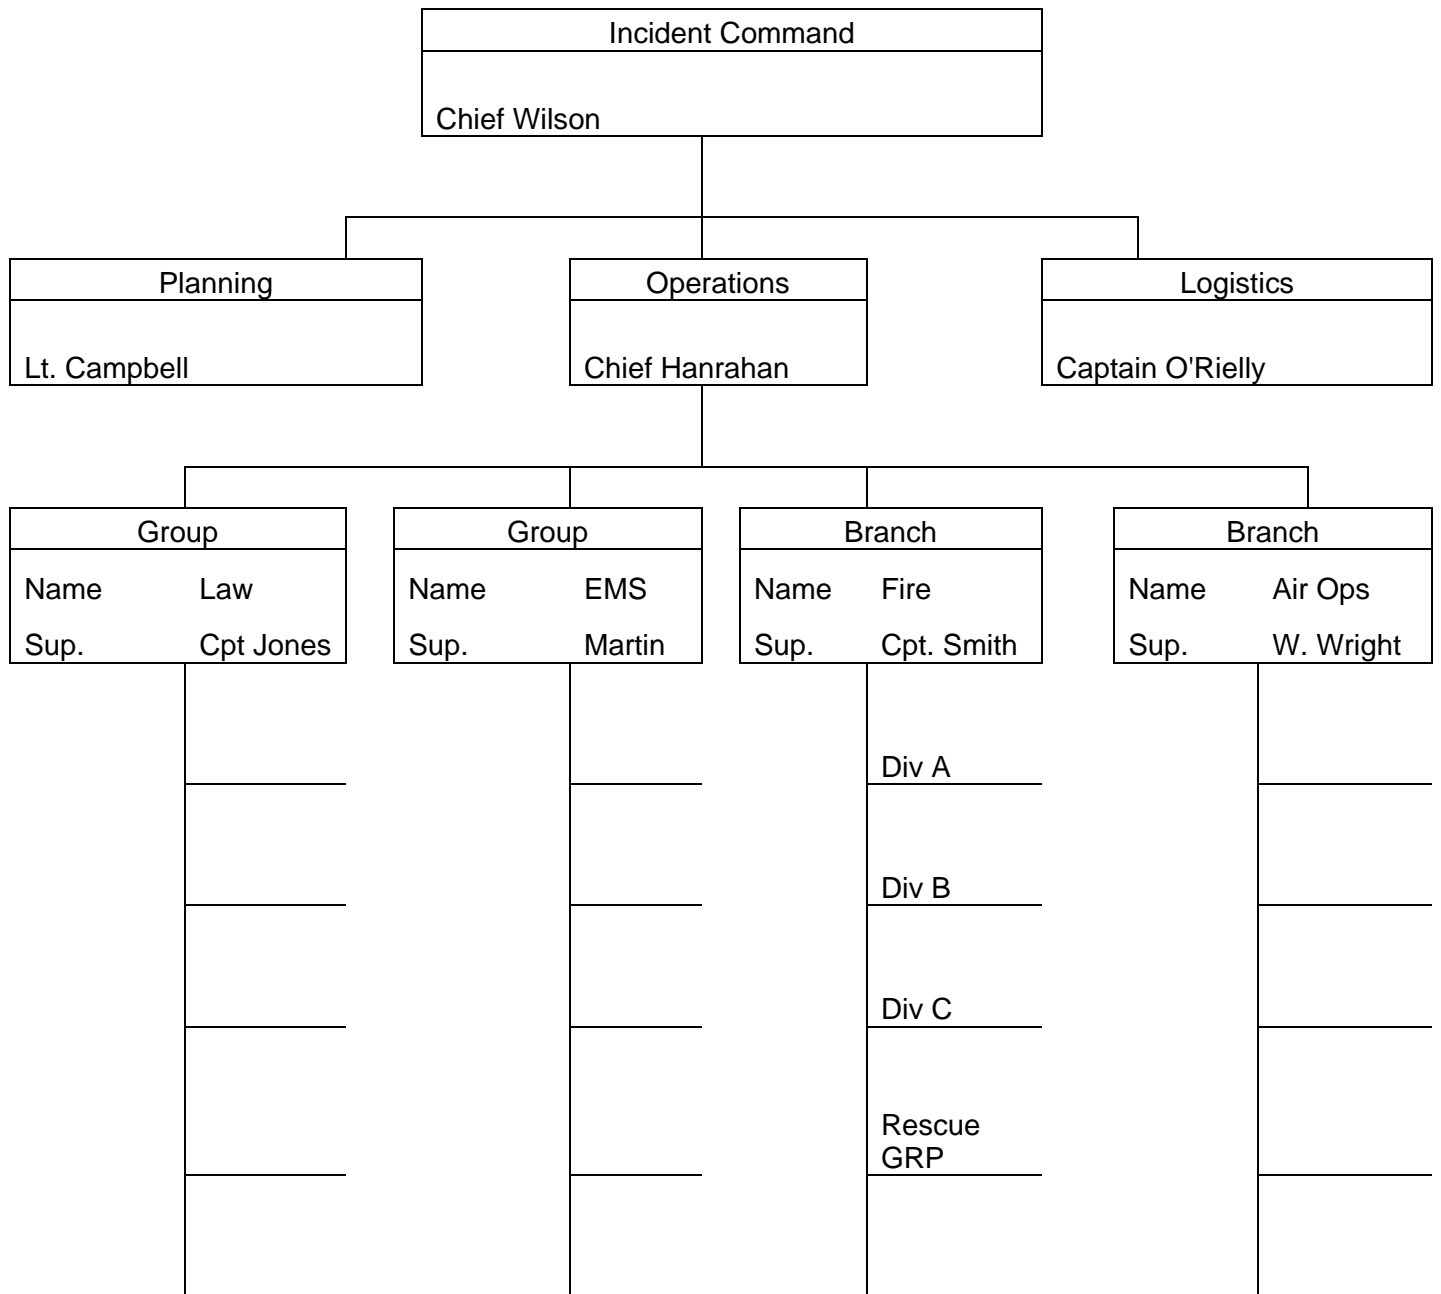 Incident Command
Chief Wilson
Planning
Operations
Logistics
Lt. Campbell
Chief Hanrahan
Captain O'Rielly
Group
Group
Branch
Branch
Name Law
Name EMS
Name Fire
Name Air Ops
Sup. Cpt Jones
Sup. Martin
Sup. Cpt. Smith
Sup. W. Wright
Div A
Div B
Div C
Rescue
GRP